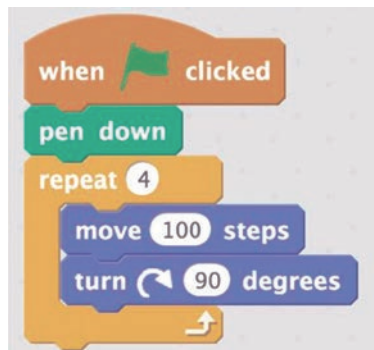 when clicked
pen down
repeat 4
move 100 steps
turn 90 degrees